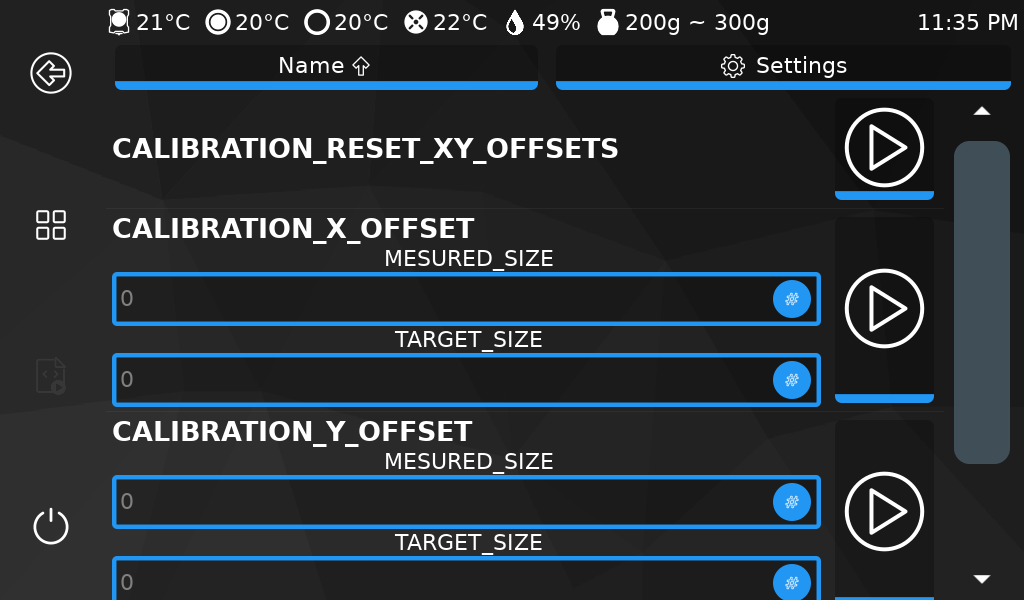 21°C 20°C 20°C 22°C 49% 200g ~ 300g 11:35 PM
Name Settings
CALIBRATION_RESET_XY_OFFSETS
CALIBRATION_X_OFFSET
MESURED_SIZE
0
TARGET_SIZE
0
CALIBRATION_Y_OFFSET
MESURED_SIZE
0
TARGET_SIZE
0